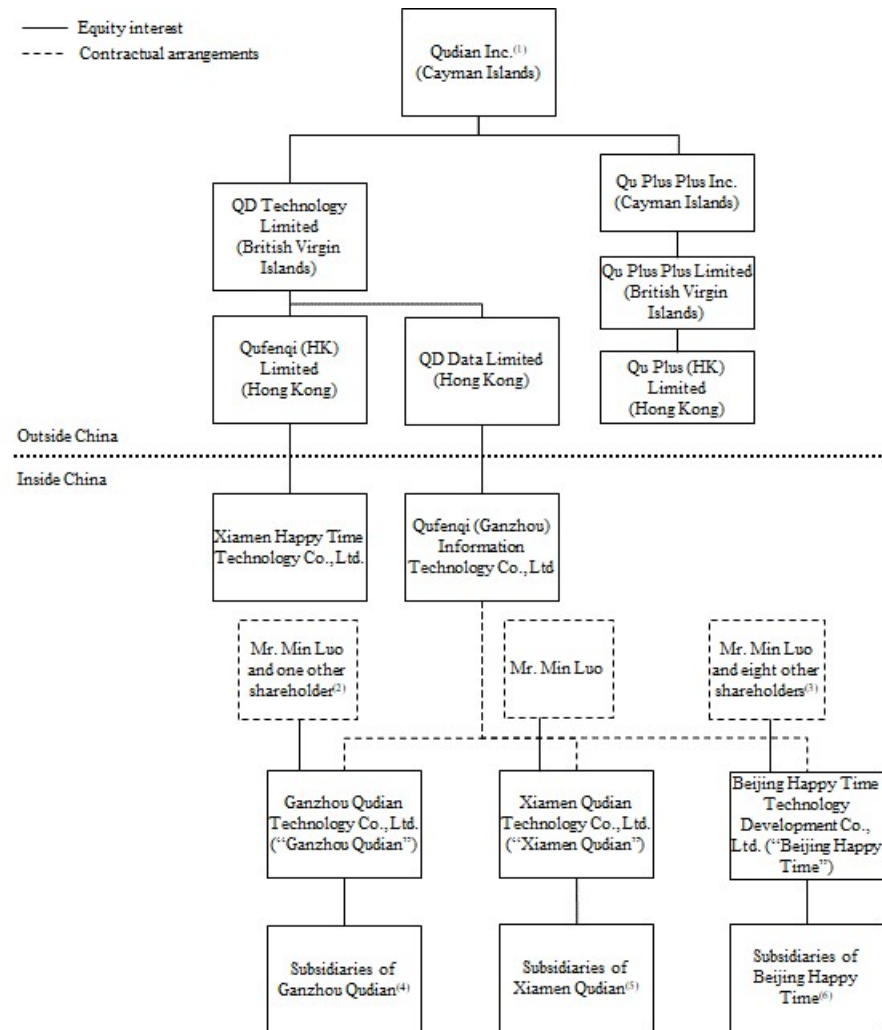 Equity interest
Contractual arrangements
Qudian Inc.(1)
(Cayman Islands)
QD Technology
Limited
(British Virgin
Islands)
Qu Plus Plus Inc.
(Cayman Islands)
Qu Plus Plus Limited
(British Virgin
Islands)
Qufenqi (HK)
Limited
(Hong Kong)
QD Data Limited
(Hong Kong)
Qu Plus (HK)
Limited
(Hong Kong)
Outside China
Inside China
Xiamen Happy Time
Technology Co., Ltd.
Qufenqi (Ganzhou)
Information
Technology Co., Ltd
Mr. Min Luo
and one other
shareholder(2)
Mr. Min Luo
Mr. Min Luo
and eight other
shareholders(3)
Ganzhou Qudian
Technology Co., Ltd.
(“Ganzhou Qudian”)
Xiamen Qudian
Technology Co., Ltd.
(“Xiamen Qudian”)
Beijing Happy Time
Technology
Development Co.,
Ltd. (“Beijing Happy
Time”)
Subsidiaries of
Ganzhou Qudian(4)
Subsidiaries of
Xiamen Qudian(5)
Subsidiaries of
Beijing Happy
Time(6)